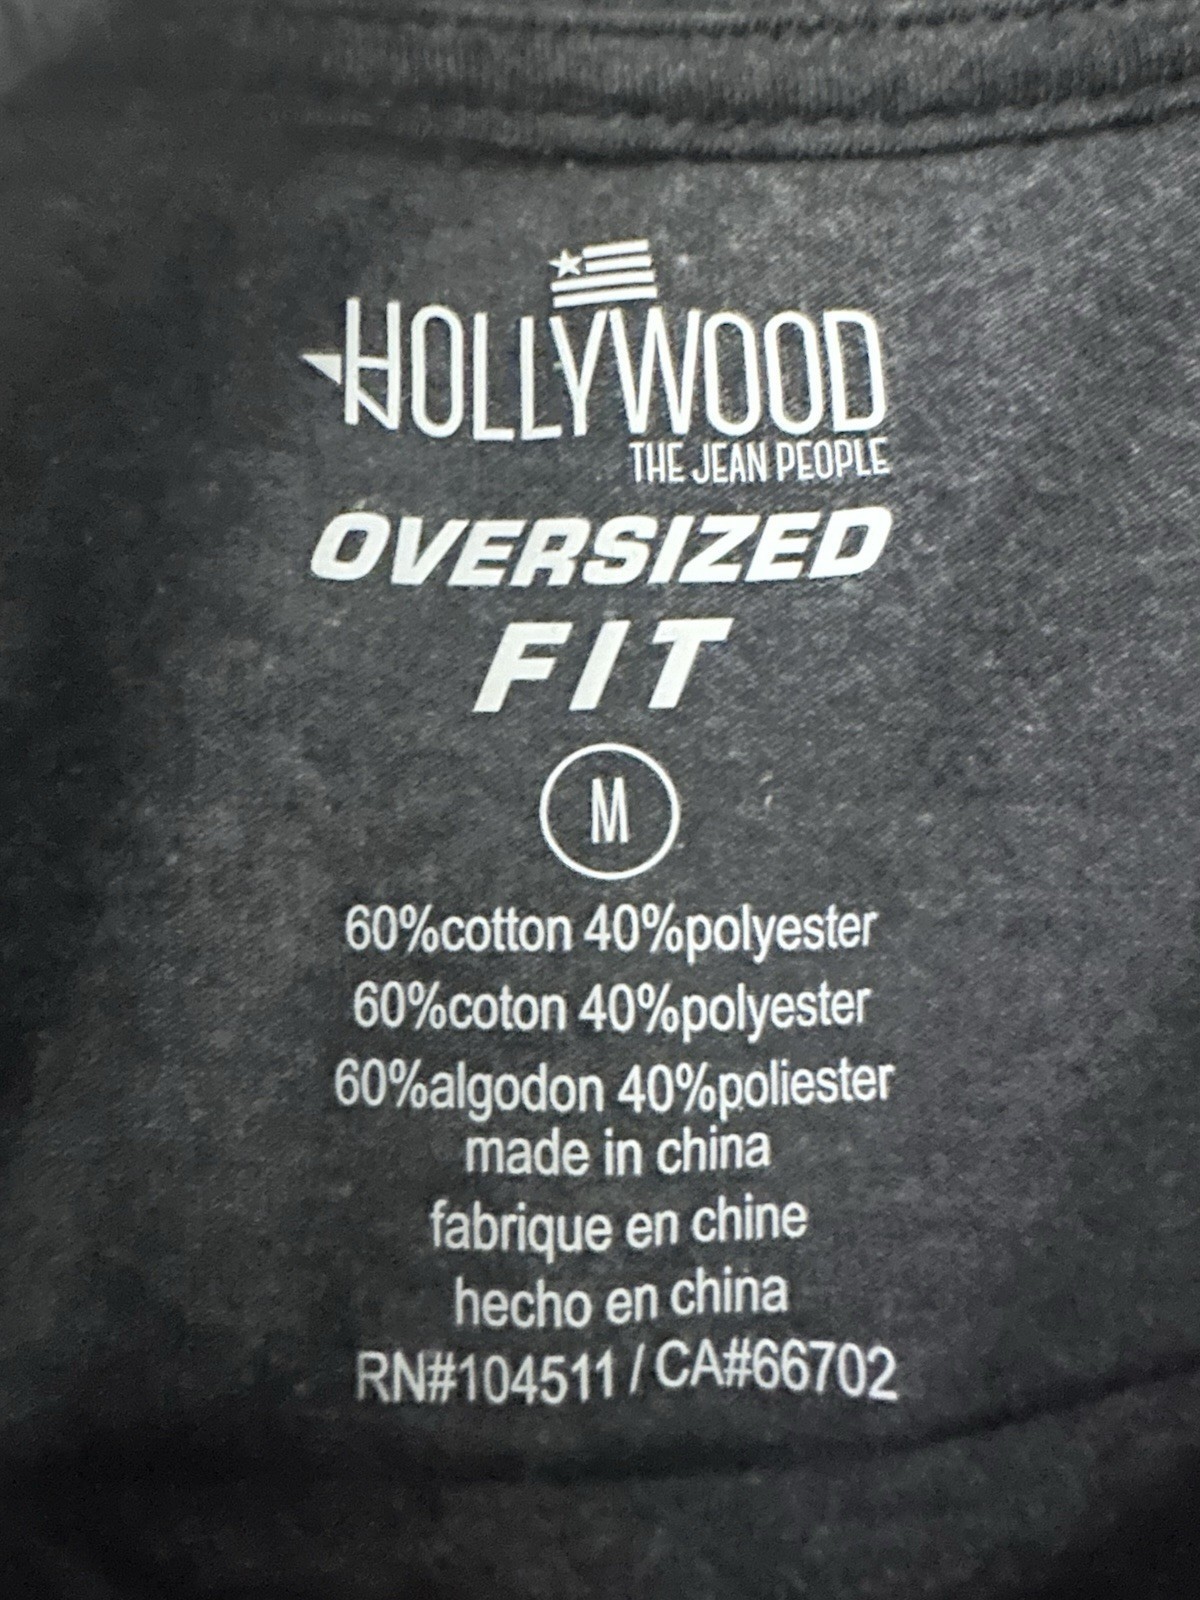 HOLLYWOOD
THE JEAN PEOPLE
OVERSIZED
FIT
M
60%cotton 40%polyester
60%coton 40%polyester
60%algodon 40%poliester
made in china
fabrique en chine
hecho en china
RN#104511 / CA#66702